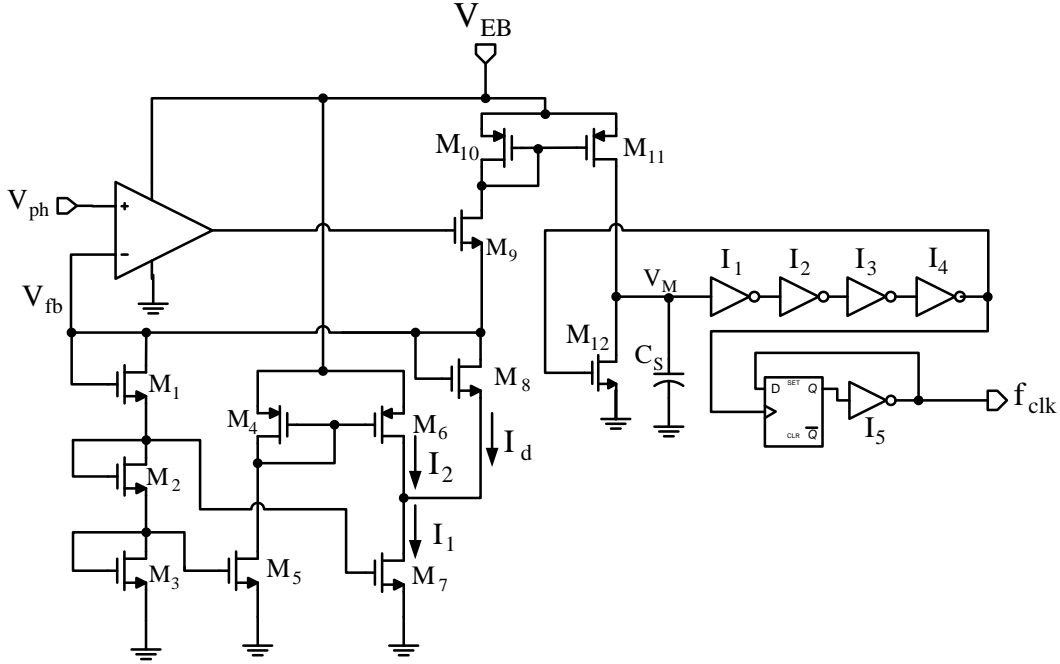 V_EB
M_10
M_11
V_ph
+
M_9
−
V_fb
I_1
I_2
I_3
I_4
V_M
M_12
C_S
M_1
M_8
D
SET
Q
CLR
Q̅
I_5
f_clk
M_4
M_6
I_d
I_2
M_2
I_1
M_3
M_5
M_7